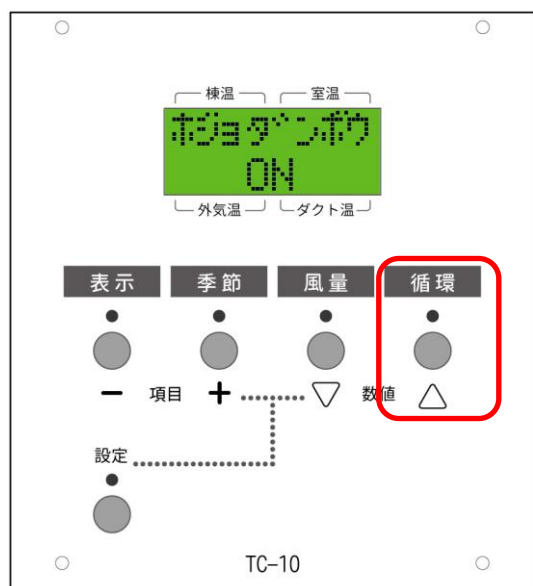 棟温 室温
ホジョダンボウ
ON
外気温 ダクト温
表示 季節 風量 循環
− 項目 + ▽ 数値 △
設定
TC-10